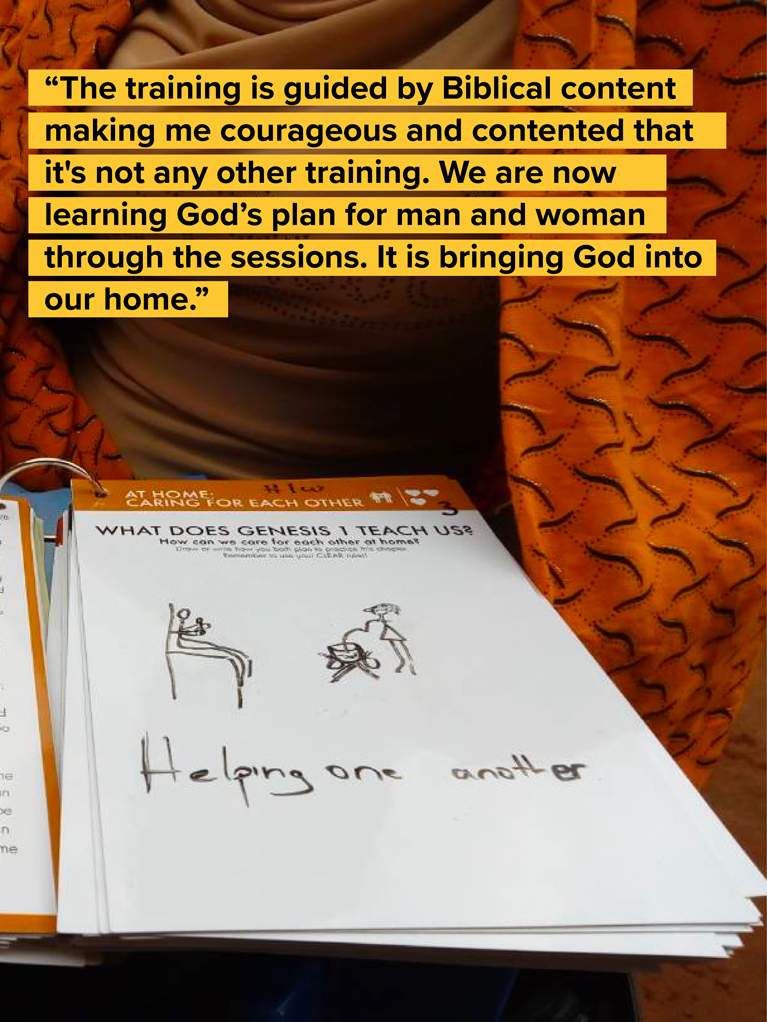 “The training is guided by Biblical content
making me courageous and contented that
it's not any other training. We are now
learning God’s plan for man and woman
through the sessions. It is bringing God into
our home.”
H/W
AT HOME:
CARING FOR EACH OTHER
3
WHAT DOES GENESIS 1 TEACH US?
How can we care for each other at home?
Draw or write how you both plan to practice this chapter.
Remember to use your CLEAR rules!
Helping one another